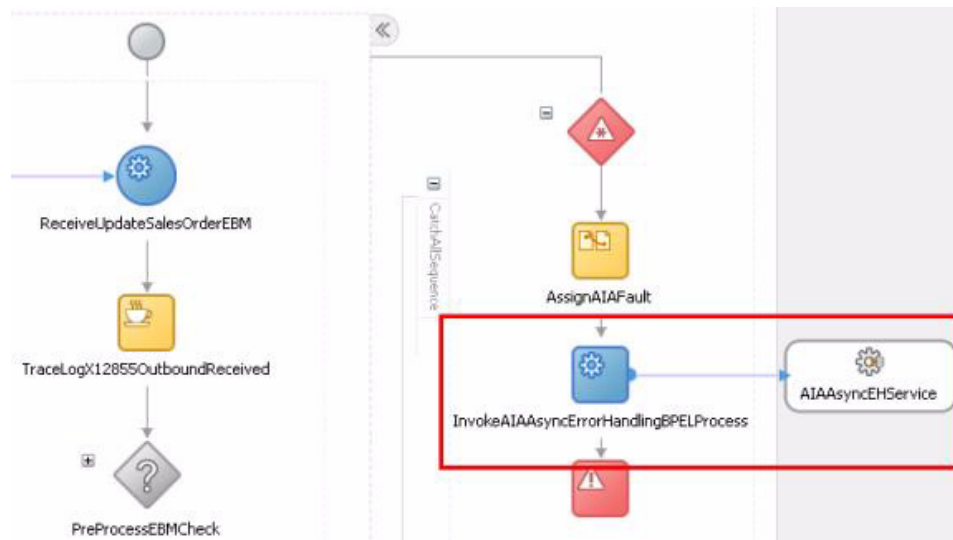 ReceiveUpdateSalesOrderEBM
TraceLogX12855OutboundReceived
PreProcessEBMCheck
CatchAllSequence
AssignAIAFault
InvokeAIAAsyncErrorHandlingBPELProcess
AIAAsyncEHService